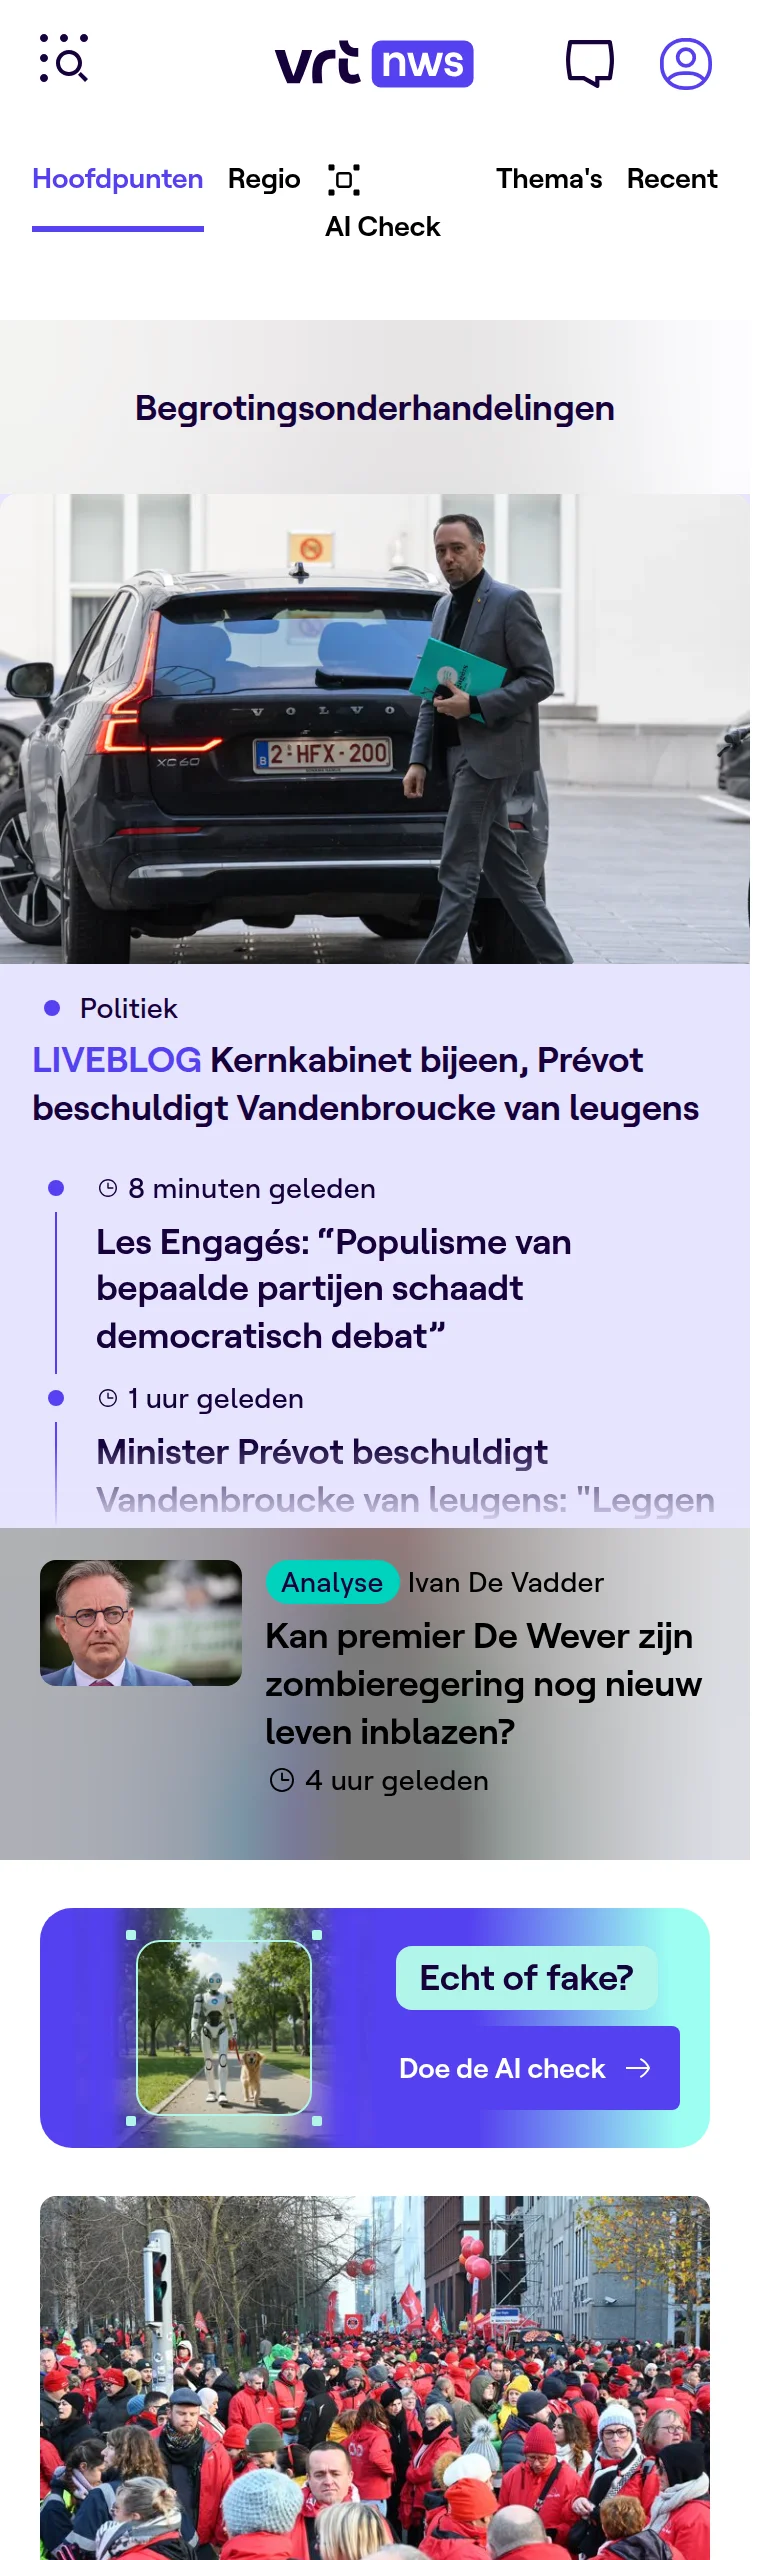 vrt nws
Hoofdpunten Regio AI Check Thema's Recent
Begrotingsonderhandelingen
VOLVO
XC60
B 2-HFX-200
Politiek
LIVEBLOG Kernkabinet bijeen, Prévot
beschuldigt Vandenbroucke van leugens
8 minuten geleden
Les Engagés: “Populisme van
bepaalde partijen schaadt
democratisch debat”
1 uur geleden
Minister Prévot beschuldigt
Vandenbroucke van leugens: "Leggen
Analyse Ivan De Vadder
Kan premier De Wever zijn
zombieregering nog nieuw
leven inblazen?
4 uur geleden
Echt of fake?
Doe de AI check